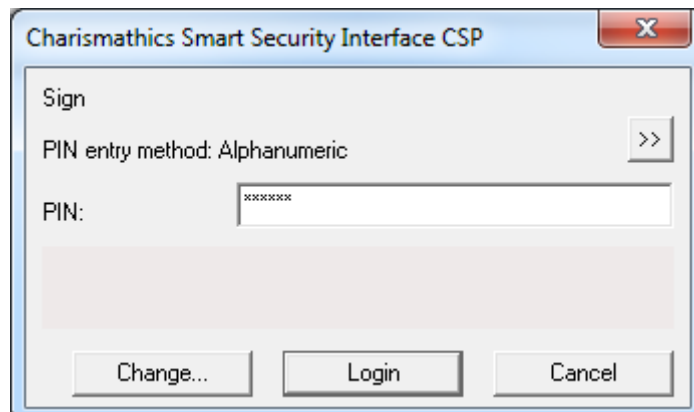 Charismathics Smart Security Interface CSP
Sign
PIN entry method: Alphanumeric
>>
PIN: ******
Change... Login Cancel